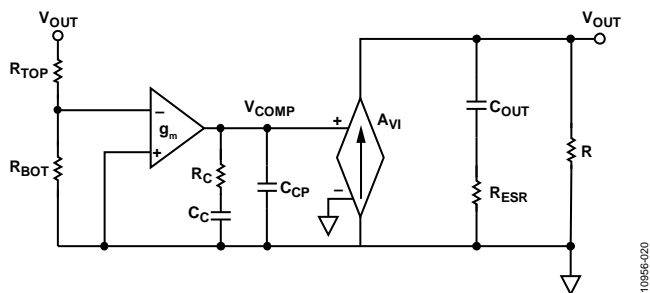 VOUT
RTOP
RBOT
−
gm
+
VCOMP
RC
CC
CCP
+
AVI
−
COUT
RESR
R
VOUT
10956-020